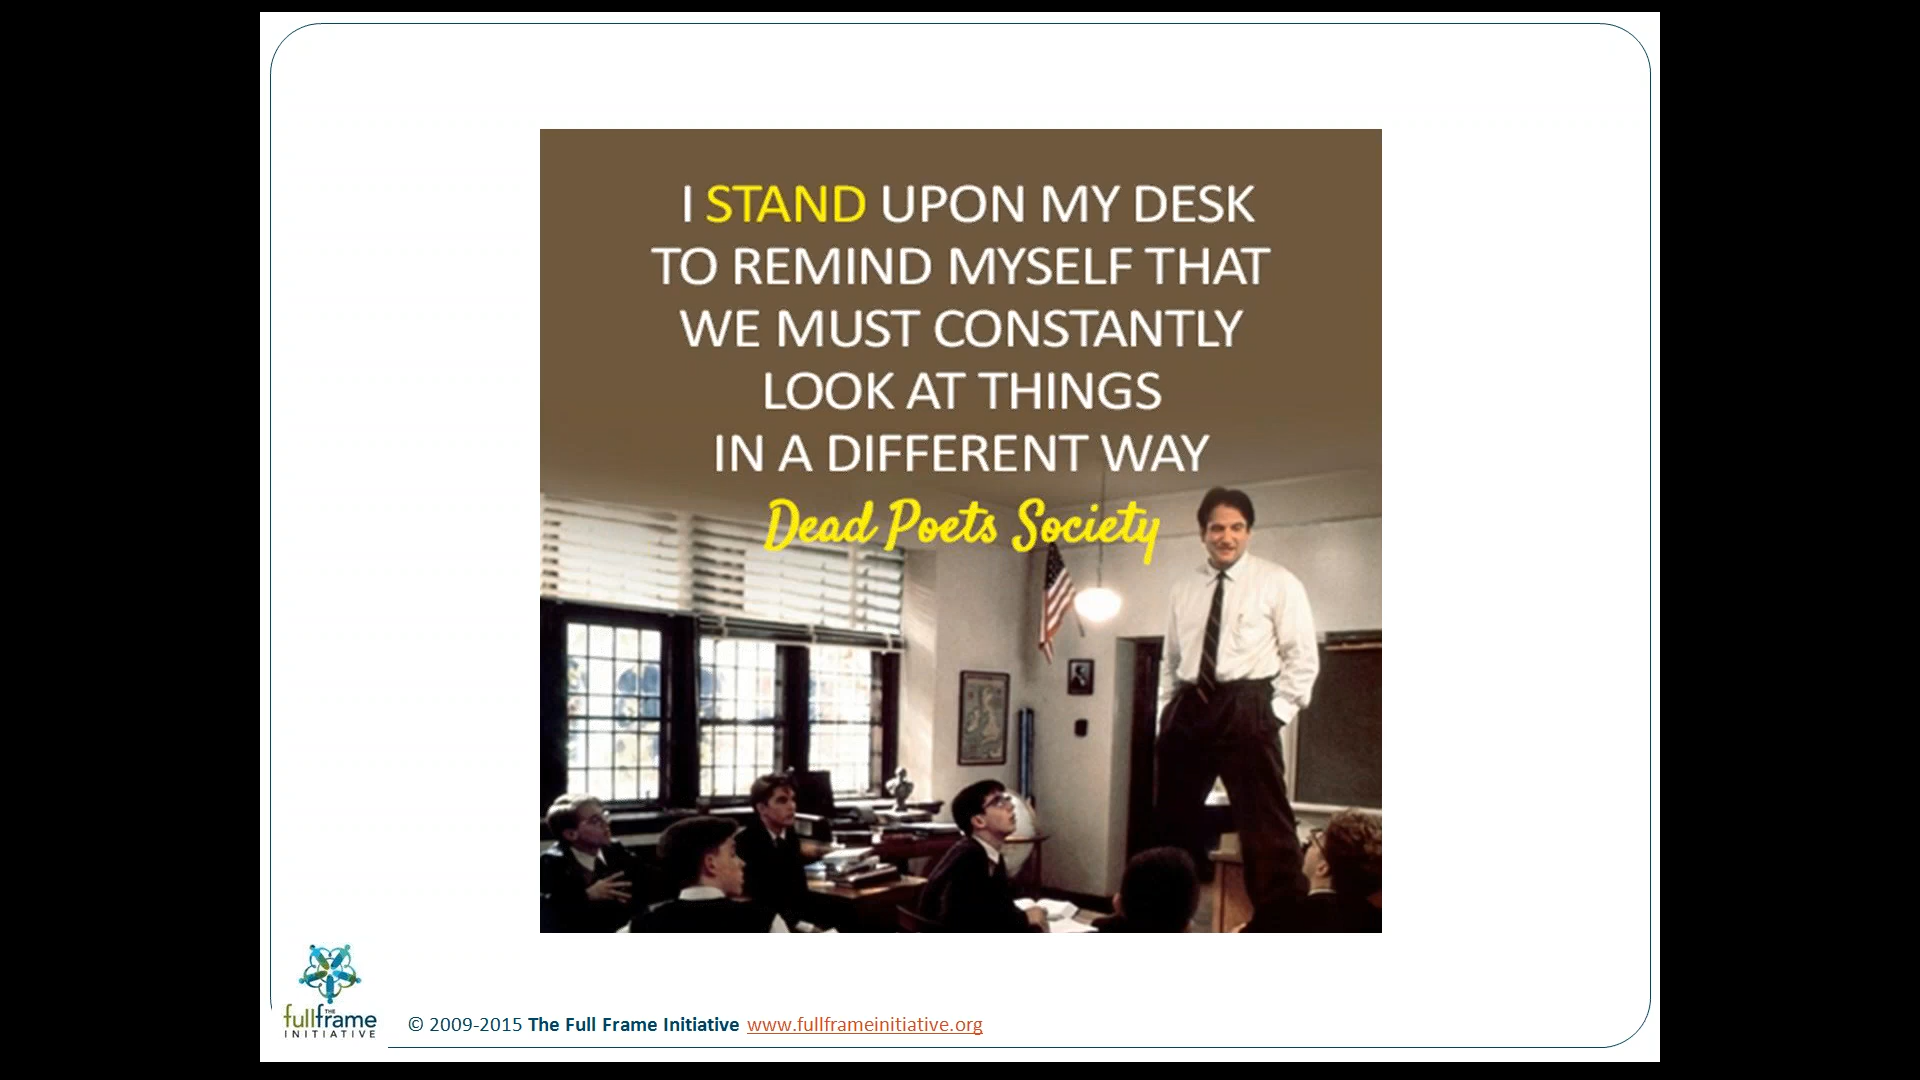 I STAND UPON MY DESK
TO REMIND MYSELF THAT
WE MUST CONSTANTLY
LOOK AT THINGS
IN A DIFFERENT WAY
Dead Poets Society
THE
fullframe
INITIATIVE
© 2009-2015 The Full Frame Initiative www.fullframeinitiative.org